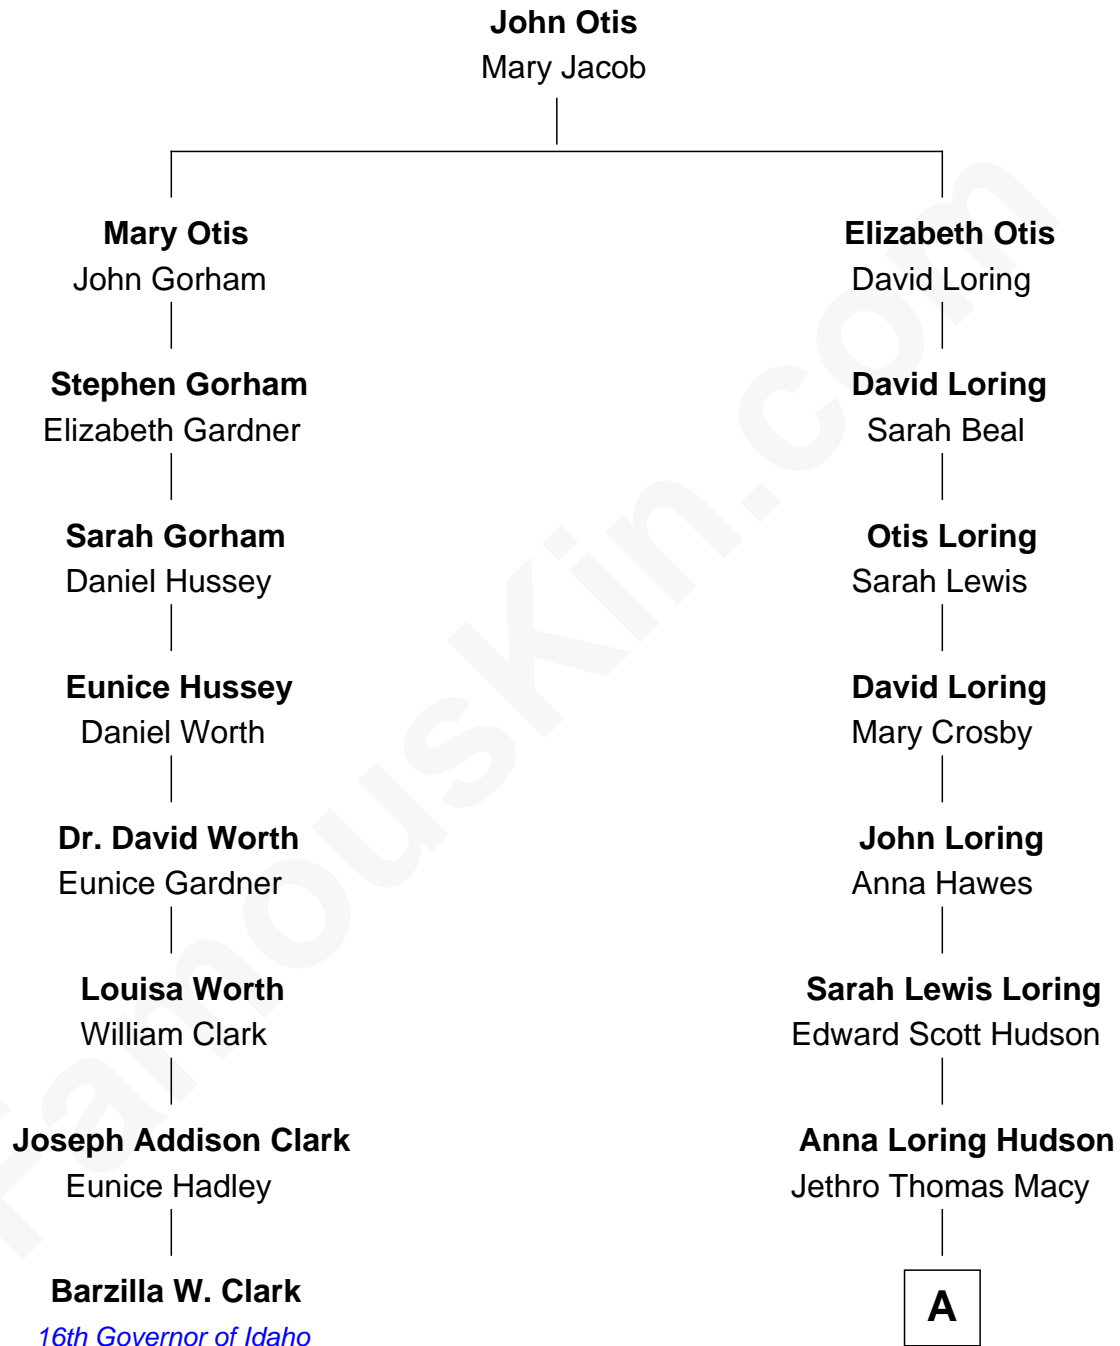 John Otis
Mary Jacob
Mary Otis
John Gorham
Elizabeth Otis
David Loring
Stephen Gorham
Elizabeth Gardner
David Loring
Sarah Beal
Sarah Gorham
Daniel Hussey
Otis Loring
Sarah Lewis
Eunice Hussey
Daniel Worth
David Loring
Mary Crosby
Dr. David Worth
Eunice Gardner
John Loring
Anna Hawes
Louisa Worth
William Clark
Sarah Lewis Loring
Edward Scott Hudson
Joseph Addison Clark
Eunice Hadley
Anna Loring Hudson
Jethro Thomas Macy
Barzilla W. Clark
16th Governor of Idaho
A
FamousKin.com